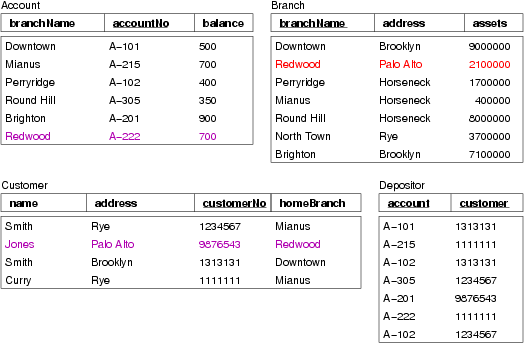 Account
branchName accountNo balance
Downtown A-101 500
Mianus A-215 700
Perryridge A-102 400
Round Hill A-305 350
Brighton A-201 900
Redwood A-222 700
Branch
branchName address assets
Downtown Brooklyn 9000000
Redwood Palo Alto 2100000
Perryridge Horseneck 1700000
Mianus Horseneck 400000
Round Hill Horseneck 8000000
North Town Rye 3700000
Brighton Brooklyn 7100000
Customer
name address customerNo homeBranch
Smith Rye 1234567 Mianus
Jones Palo Alto 9876543 Redwood
Smith Brooklyn 1313131 Downtown
Curry Rye 1111111 Mianus
Depositor
account customer
A-101 1313131
A-215 1111111
A-102 1313131
A-305 1234567
A-201 9876543
A-222 1111111
A-102 1234567